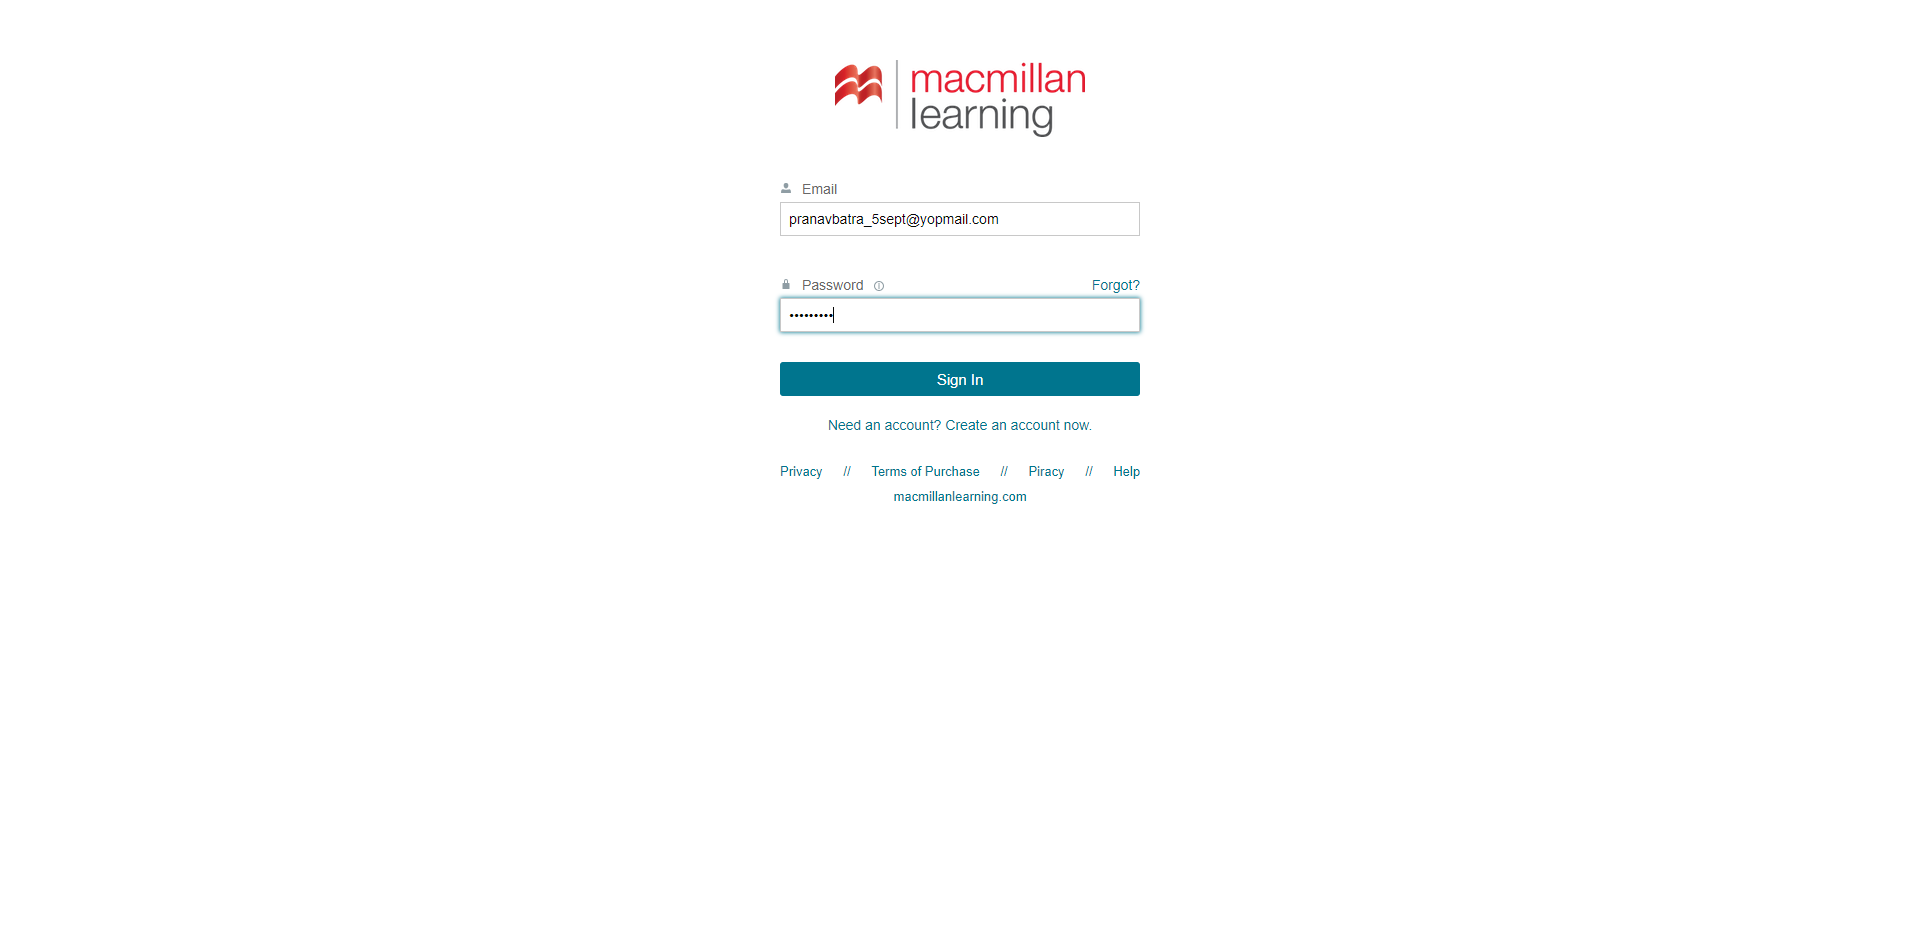 macmillan
learning
Email
pranavbatra_5sept@yopmail.com
Password Forgot?
•••••••••
Sign In
Need an account? Create an account now.
Privacy // Terms of Purchase // Piracy // Help
macmillanlearning.com